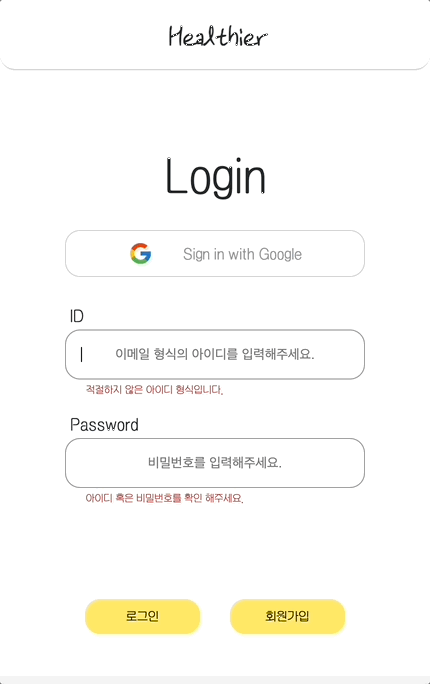 Healthier
Login
Sign in with Google
ID
이메일 형식의 아이디를 입력해주세요.
적절하지 않은 아이디 형식입니다.
Password
비밀번호를 입력해주세요.
아이디 혹은 비밀번호를 확인 해주세요.
로그인
회원가입